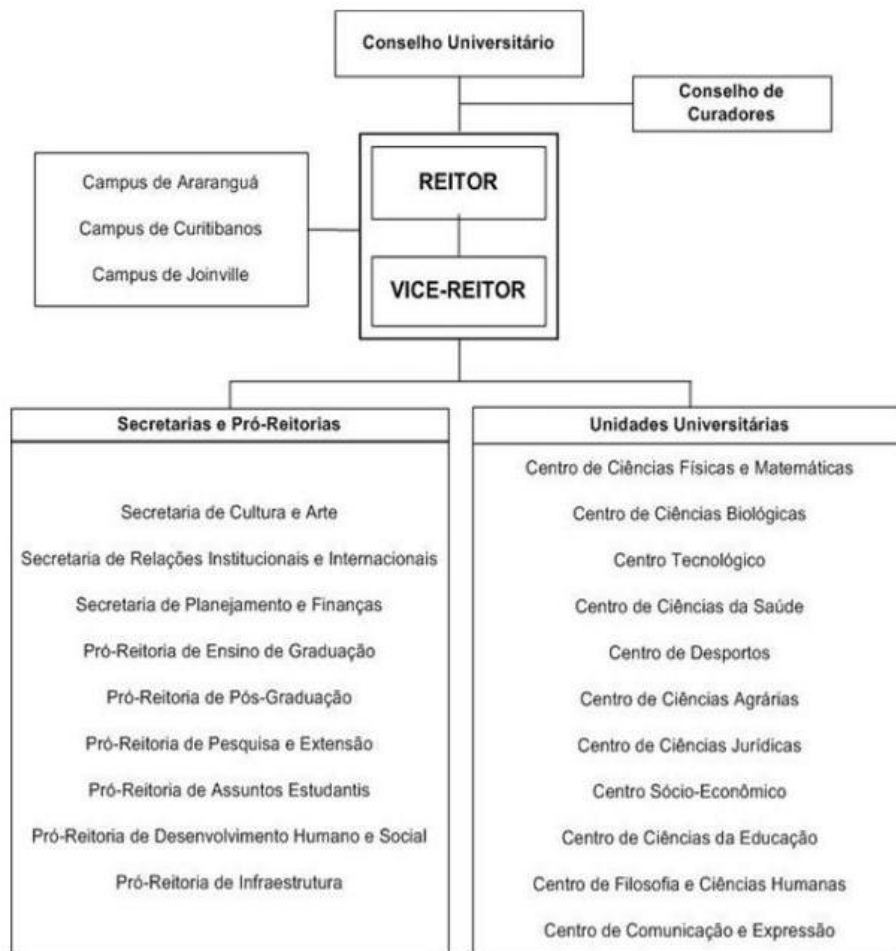 Conselho Universitário
Conselho de
Curadores
Campus de Araranguá
Campus de Curitibanos
Campus de Joinville
REITOR
VICE-REITOR
Secretarias e Pró-Reitorias
Secretaria de Cultura e Arte
Secretaria de Relações Institucionais e Internacionais
Secretaria de Planejamento e Finanças
Pró-Reitoria de Ensino de Graduação
Pró-Reitoria de Pós-Graduação
Pró-Reitoria de Pesquisa e Extensão
Pró-Reitoria de Assuntos Estudantis
Pró-Reitoria de Desenvolvimento Humano e Social
Pró-Reitoria de Infraestrutura
Unidades Universitárias
Centro de Ciências Físicas e Matemáticas
Centro de Ciências Biológicas
Centro Tecnológico
Centro de Ciências da Saúde
Centro de Desportos
Centro de Ciências Agrárias
Centro de Ciências Jurídicas
Centro Sócio-Econômico
Centro de Ciências da Educação
Centro de Filosofia e Ciências Humanas
Centro de Comunicação e Expressão